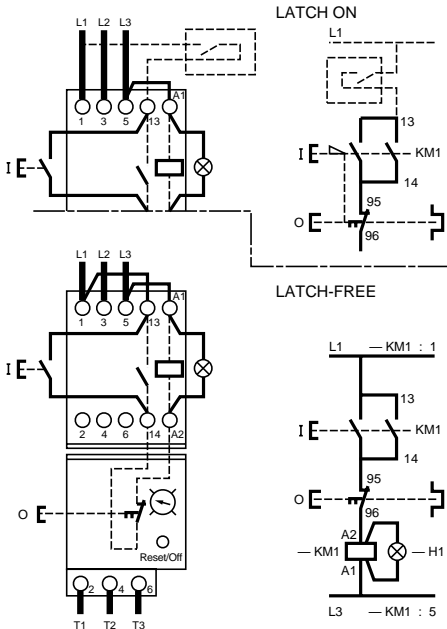 LATCH ON
L1 L2 L3
L1
A1
1 3 5 13
13
I
I KM1
14
95
O
96
L1 L2 L3
LATCH-FREE
A1
1 3 5 13
L1 — KM1 : 1
I
13
I KM1
14
2 4 6 14 A2
95
O
96
O
A2
— KM1 — H1
A1
Reset/Off
2 4 6
L3 — KM1 : 5
T1 T2 T3